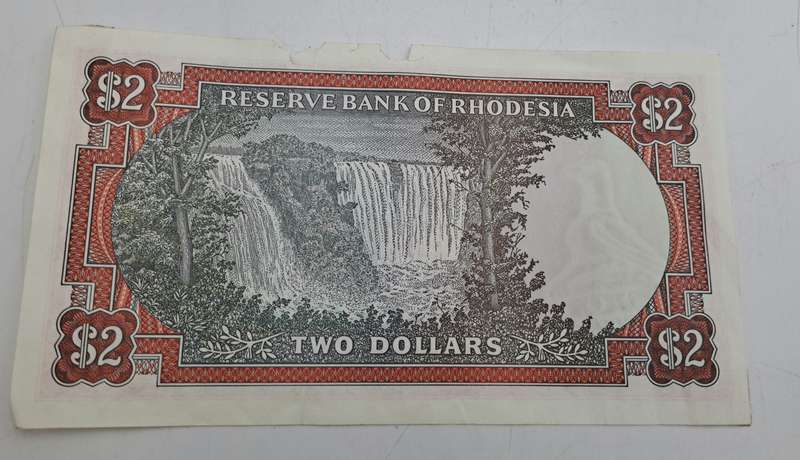 $2 $2
RESERVE BANK OF RHODESIA
TWO DOLLARS
$2 $2